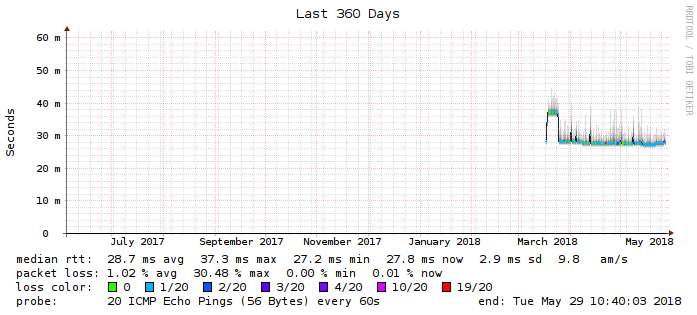 Last 360 Days
RRDTOOL / TOBI OETIKER
Seconds
60 m
50 m
40 m
30 m
20 m
10 m
0
July 2017 September 2017 November 2017 January 2018 March 2018 May 2018
median rtt: 28.7 ms avg 37.3 ms max 27.2 ms min 27.8 ms now 2.9 ms sd 9.8 am/s
packet loss: 1.02 % avg 30.48 % max 0.00 % min 0.01 % now
loss color: 0 1/20 2/20 3/20 4/20 10/20 19/20
probe: 20 ICMP Echo Pings (56 Bytes) every 60s end: Tue May 29 10:40:03 2018